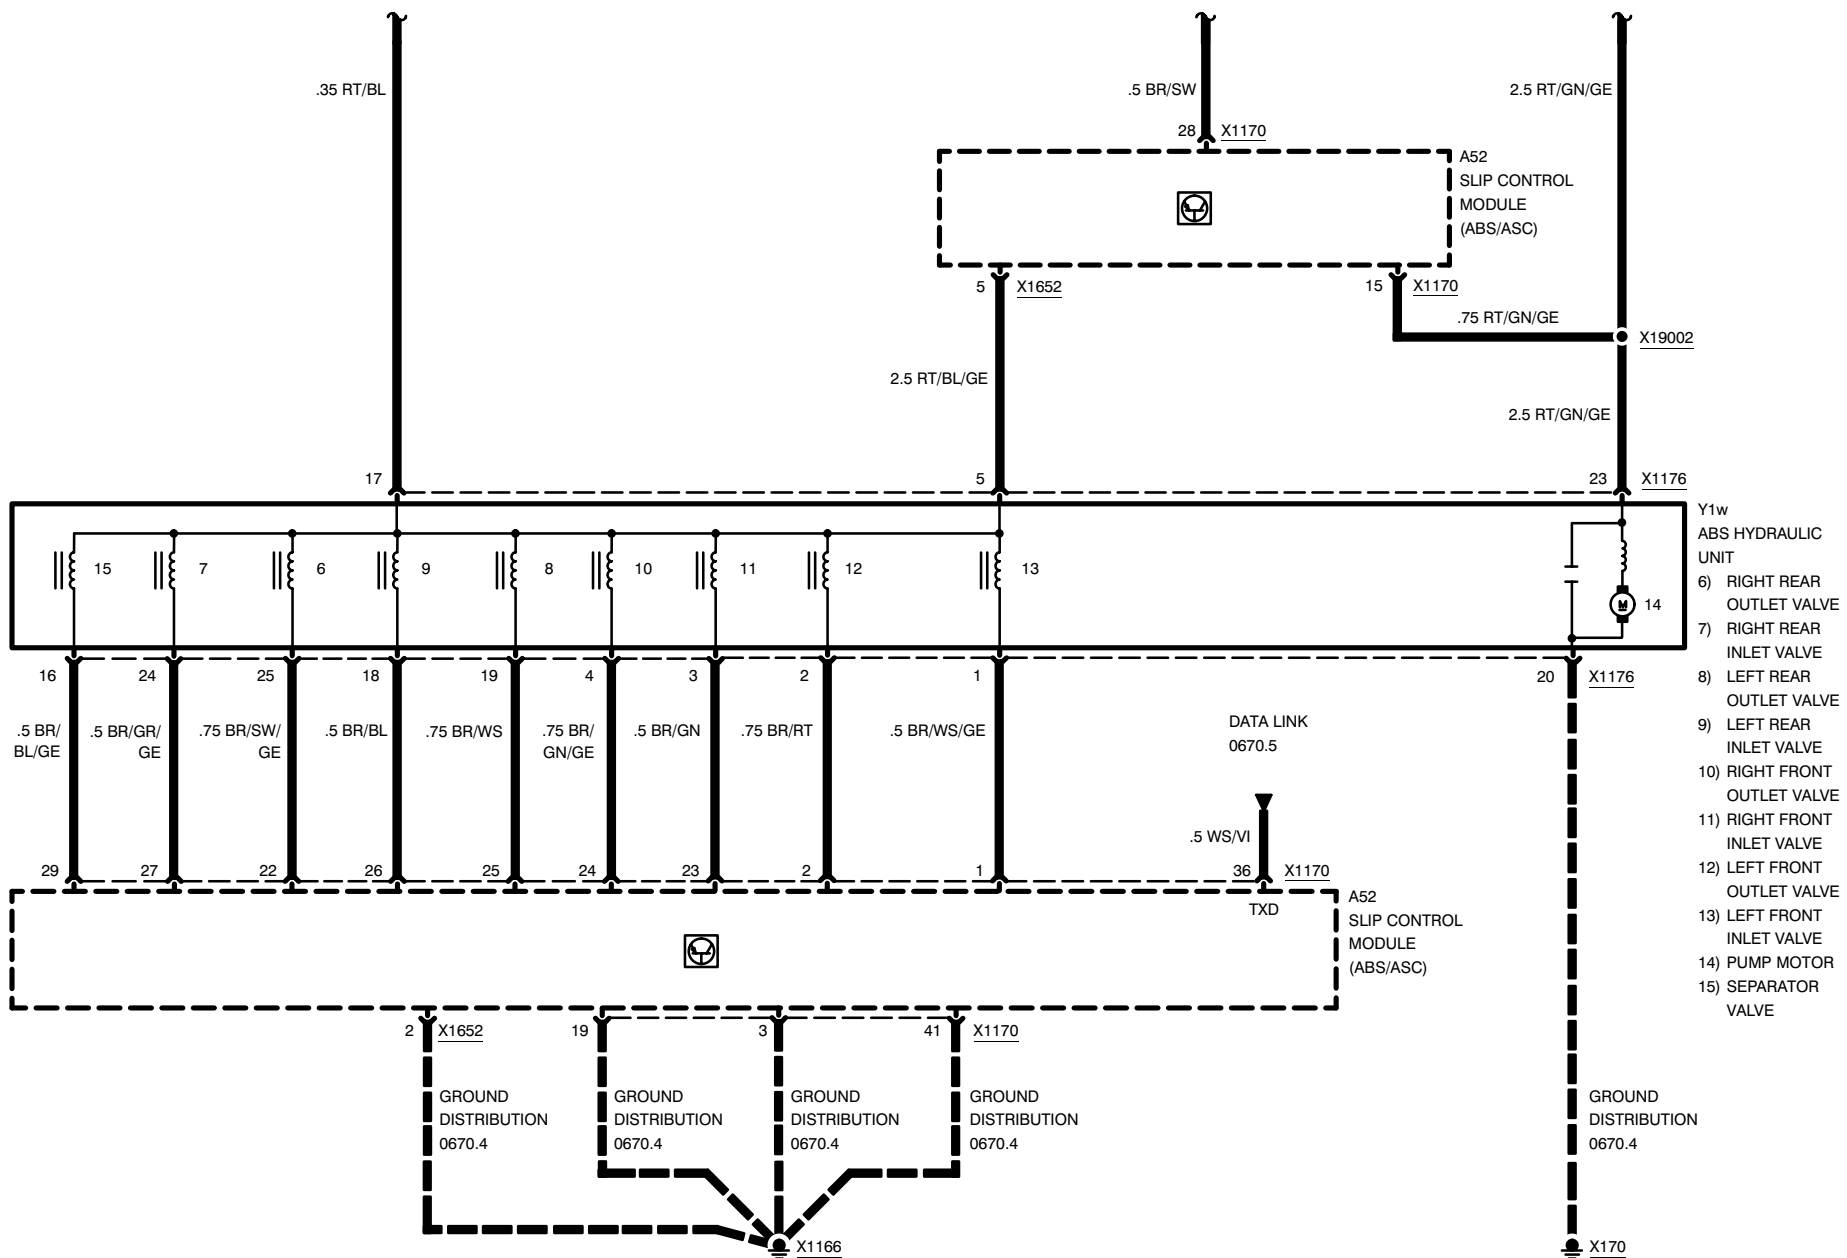 .35 RT/BL
.5 BR/SW
2.5 RT/GN/GE
28 X1170
A52
SLIP CONTROL
MODULE
(ABS/ASC)
5 X1652
15 X1170
.75 RT/GN/GE
X19002
2.5 RT/BL/GE
2.5 RT/GN/GE
17
5
23 X1176
15
7
6
9
8
10
11
12
13
M
14
Y1w
ABS HYDRAULIC
UNIT
6) RIGHT REAR
OUTLET VALVE
7) RIGHT REAR
INLET VALVE
8) LEFT REAR
OUTLET VALVE
9) LEFT REAR
INLET VALVE
10) RIGHT FRONT
OUTLET VALVE
11) RIGHT FRONT
INLET VALVE
12) LEFT FRONT
OUTLET VALVE
13) LEFT FRONT
INLET VALVE
14) PUMP MOTOR
15) SEPARATOR
VALVE
16
24
25
18
19
4
3
2
1
20 X1176
.5 BR/
BL/GE
.5 BR/GR/
GE
.75 BR/SW/
GE
.5 BR/BL
.75 BR/WS
.75 BR/
GN/GE
.5 BR/GN
.75 BR/RT
.5 BR/WS/GE
DATA LINK
0670.5
.5 WS/VI
29
27
22
26
25
24
23
2
1
36 X1170
TXD
A52
SLIP CONTROL
MODULE
(ABS/ASC)
2 X1652
19
3
41 X1170
GROUND
DISTRIBUTION
0670.4
GROUND
DISTRIBUTION
0670.4
GROUND
DISTRIBUTION
0670.4
GROUND
DISTRIBUTION
0670.4
GROUND
DISTRIBUTION
0670.4
X1166
X170